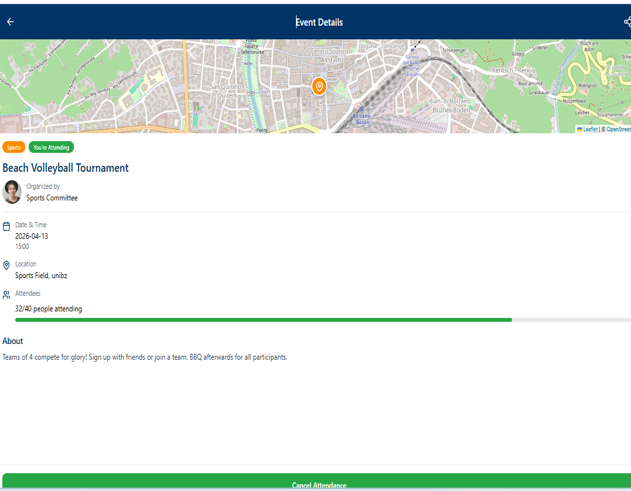 Event Details
Leaflet | © OpenStreet
Sports
You're Attending
Beach Volleyball Tournament
Organized by
Sports Committee
Date & Time
2026-04-13
15:00
Location
Sports Field, unibz
Attendees
32/40 people attending
About
Teams of 4 compete for glory! Sign up with friends or join a team. BBQ afterwards for all participants.
Cancel Attendance